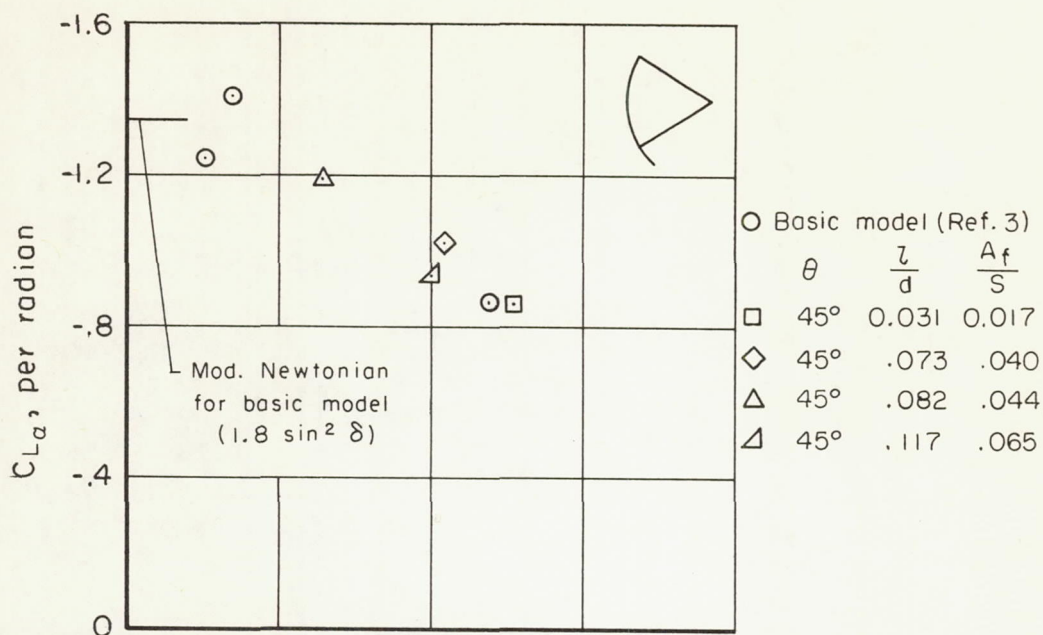 -1.6
-1.2
-.8
-.4
0
C_Lα, per radian
Mod. Newtonian
for basic model
(1.8 sin² δ)
○ Basic model (Ref. 3)
θ l/d A_f/S
□ 45° 0.031 0.017
◇ 45° .073 .040
△ 45° .082 .044
◿ 45° .117 .065